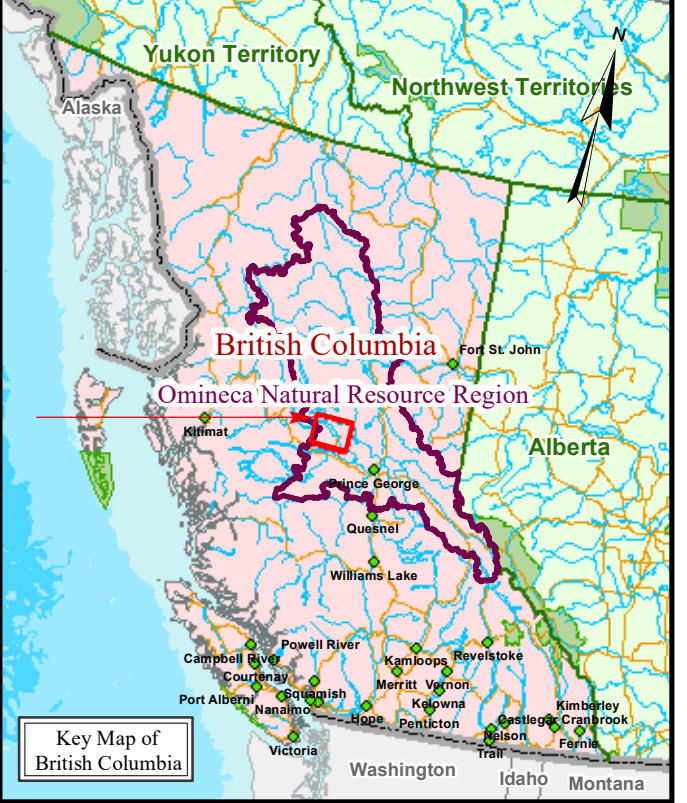 N
Yukon Territory
Northwest Territories
Alaska
British Columbia
Fort St. John
Omineca Natural Resource Region
Kitimat
Alberta
Prince George
Quesnel
Williams Lake
Powell River
Campbell River
Kamloops
Revelstoke
Courtenay
Merritt
Vernon
Port Alberni
Squamish
Nanaimo
Kelowna
Kimberley
Hope
Penticton
Castlegar
Cranbrook
Nelson
Fernie
Victoria
Trail
Key Map of
British Columbia
Washington
Idaho
Montana